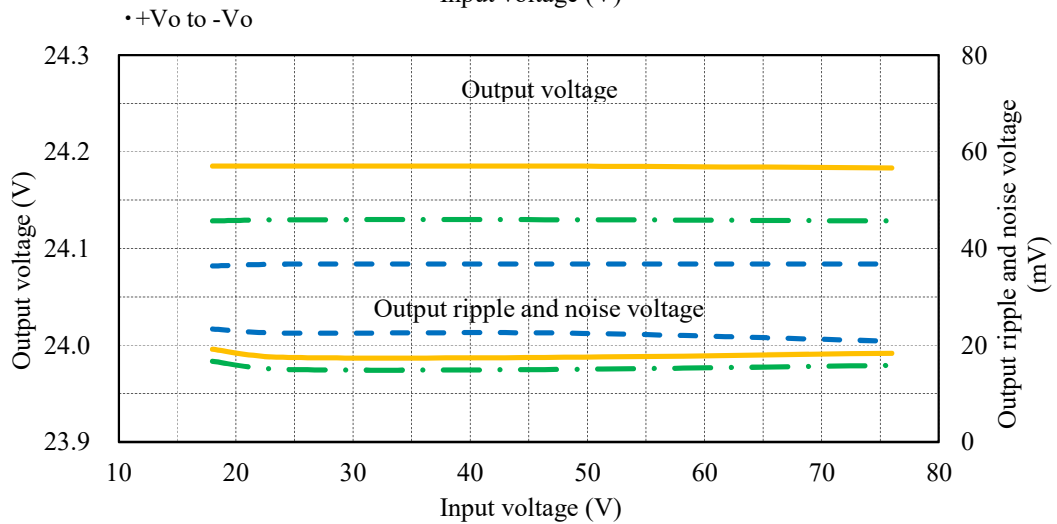 Input voltage (V)
・+Vo to -Vo
Output voltage (V)
24.3
24.2
24.1
24.0
23.9
Output voltage
Output ripple and noise voltage
80
60
40
20
0
Output ripple and noise voltage
(mV)
10 20 30 40 50 60 70 80
Input voltage (V)